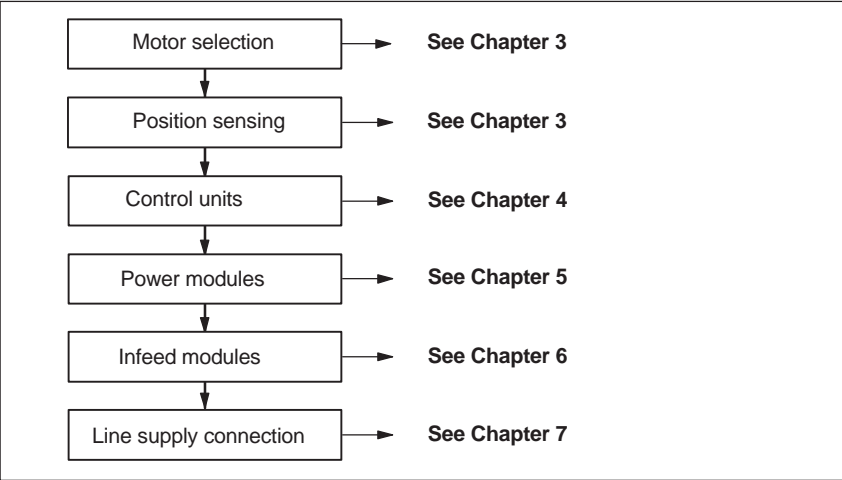 Motor selection See Chapter 3
Position sensing See Chapter 3
Control units See Chapter 4
Power modules See Chapter 5
Infeed modules See Chapter 6
Line supply connection See Chapter 7